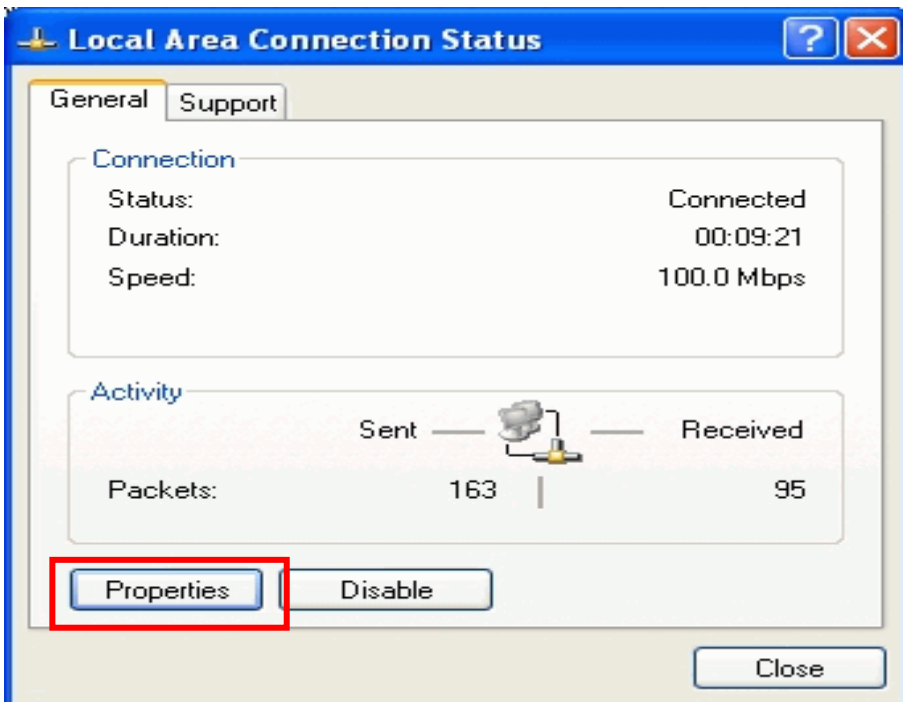 Local Area Connection Status
?
General Support
Connection
Status: Connected
Duration: 00:09:21
Speed: 100.0 Mbps
Activity
Sent Received
Packets: 163 95
Properties Disable
Close